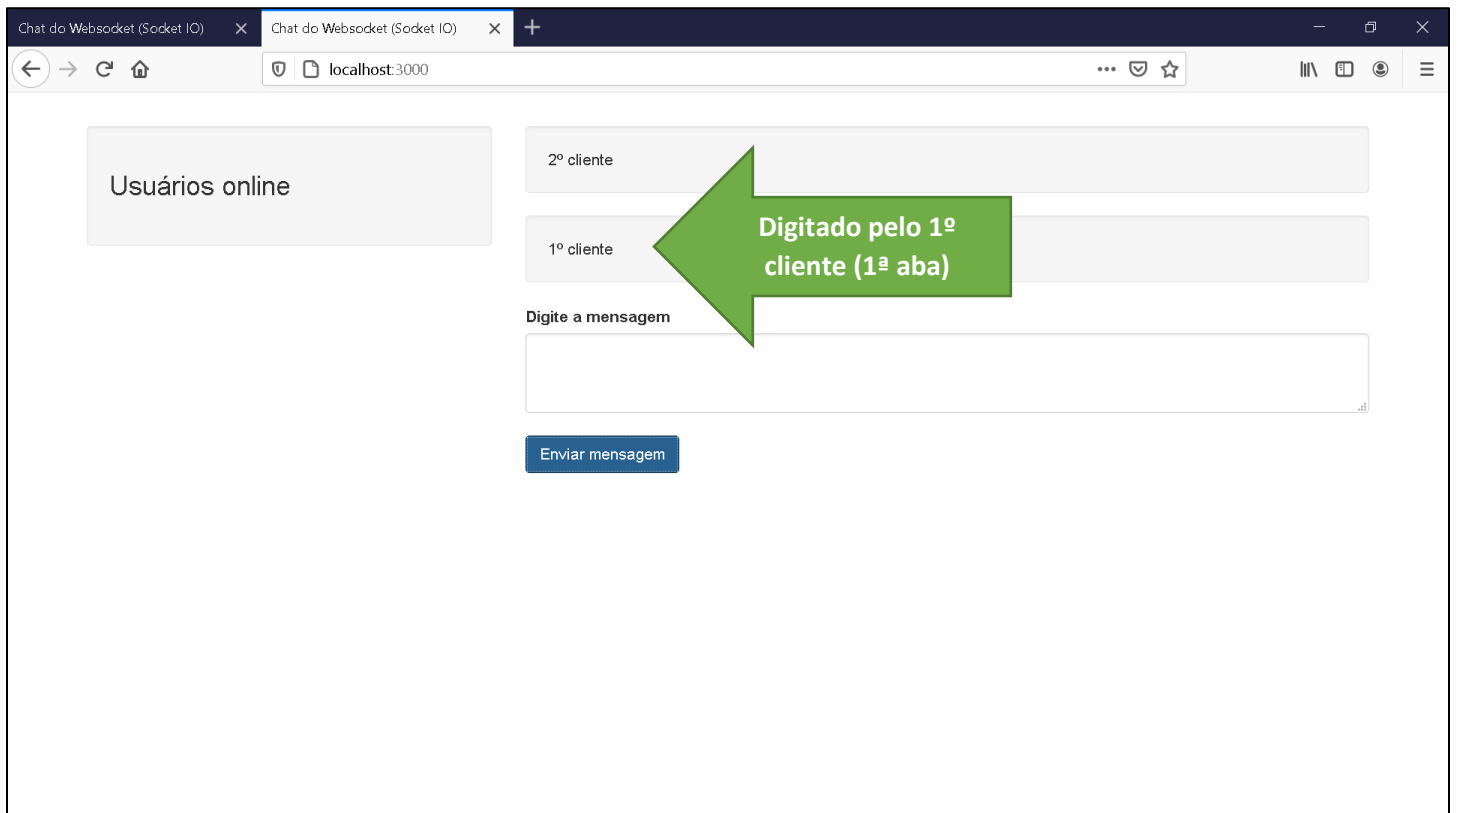 Chat do Websocket (Socket IO)
Chat do Websocket (Socket IO)
localhost:3000
Usuários online
2º cliente
1º cliente
Digitado pelo 1º
cliente (1ª aba)
Digite a mensagem
Enviar mensagem